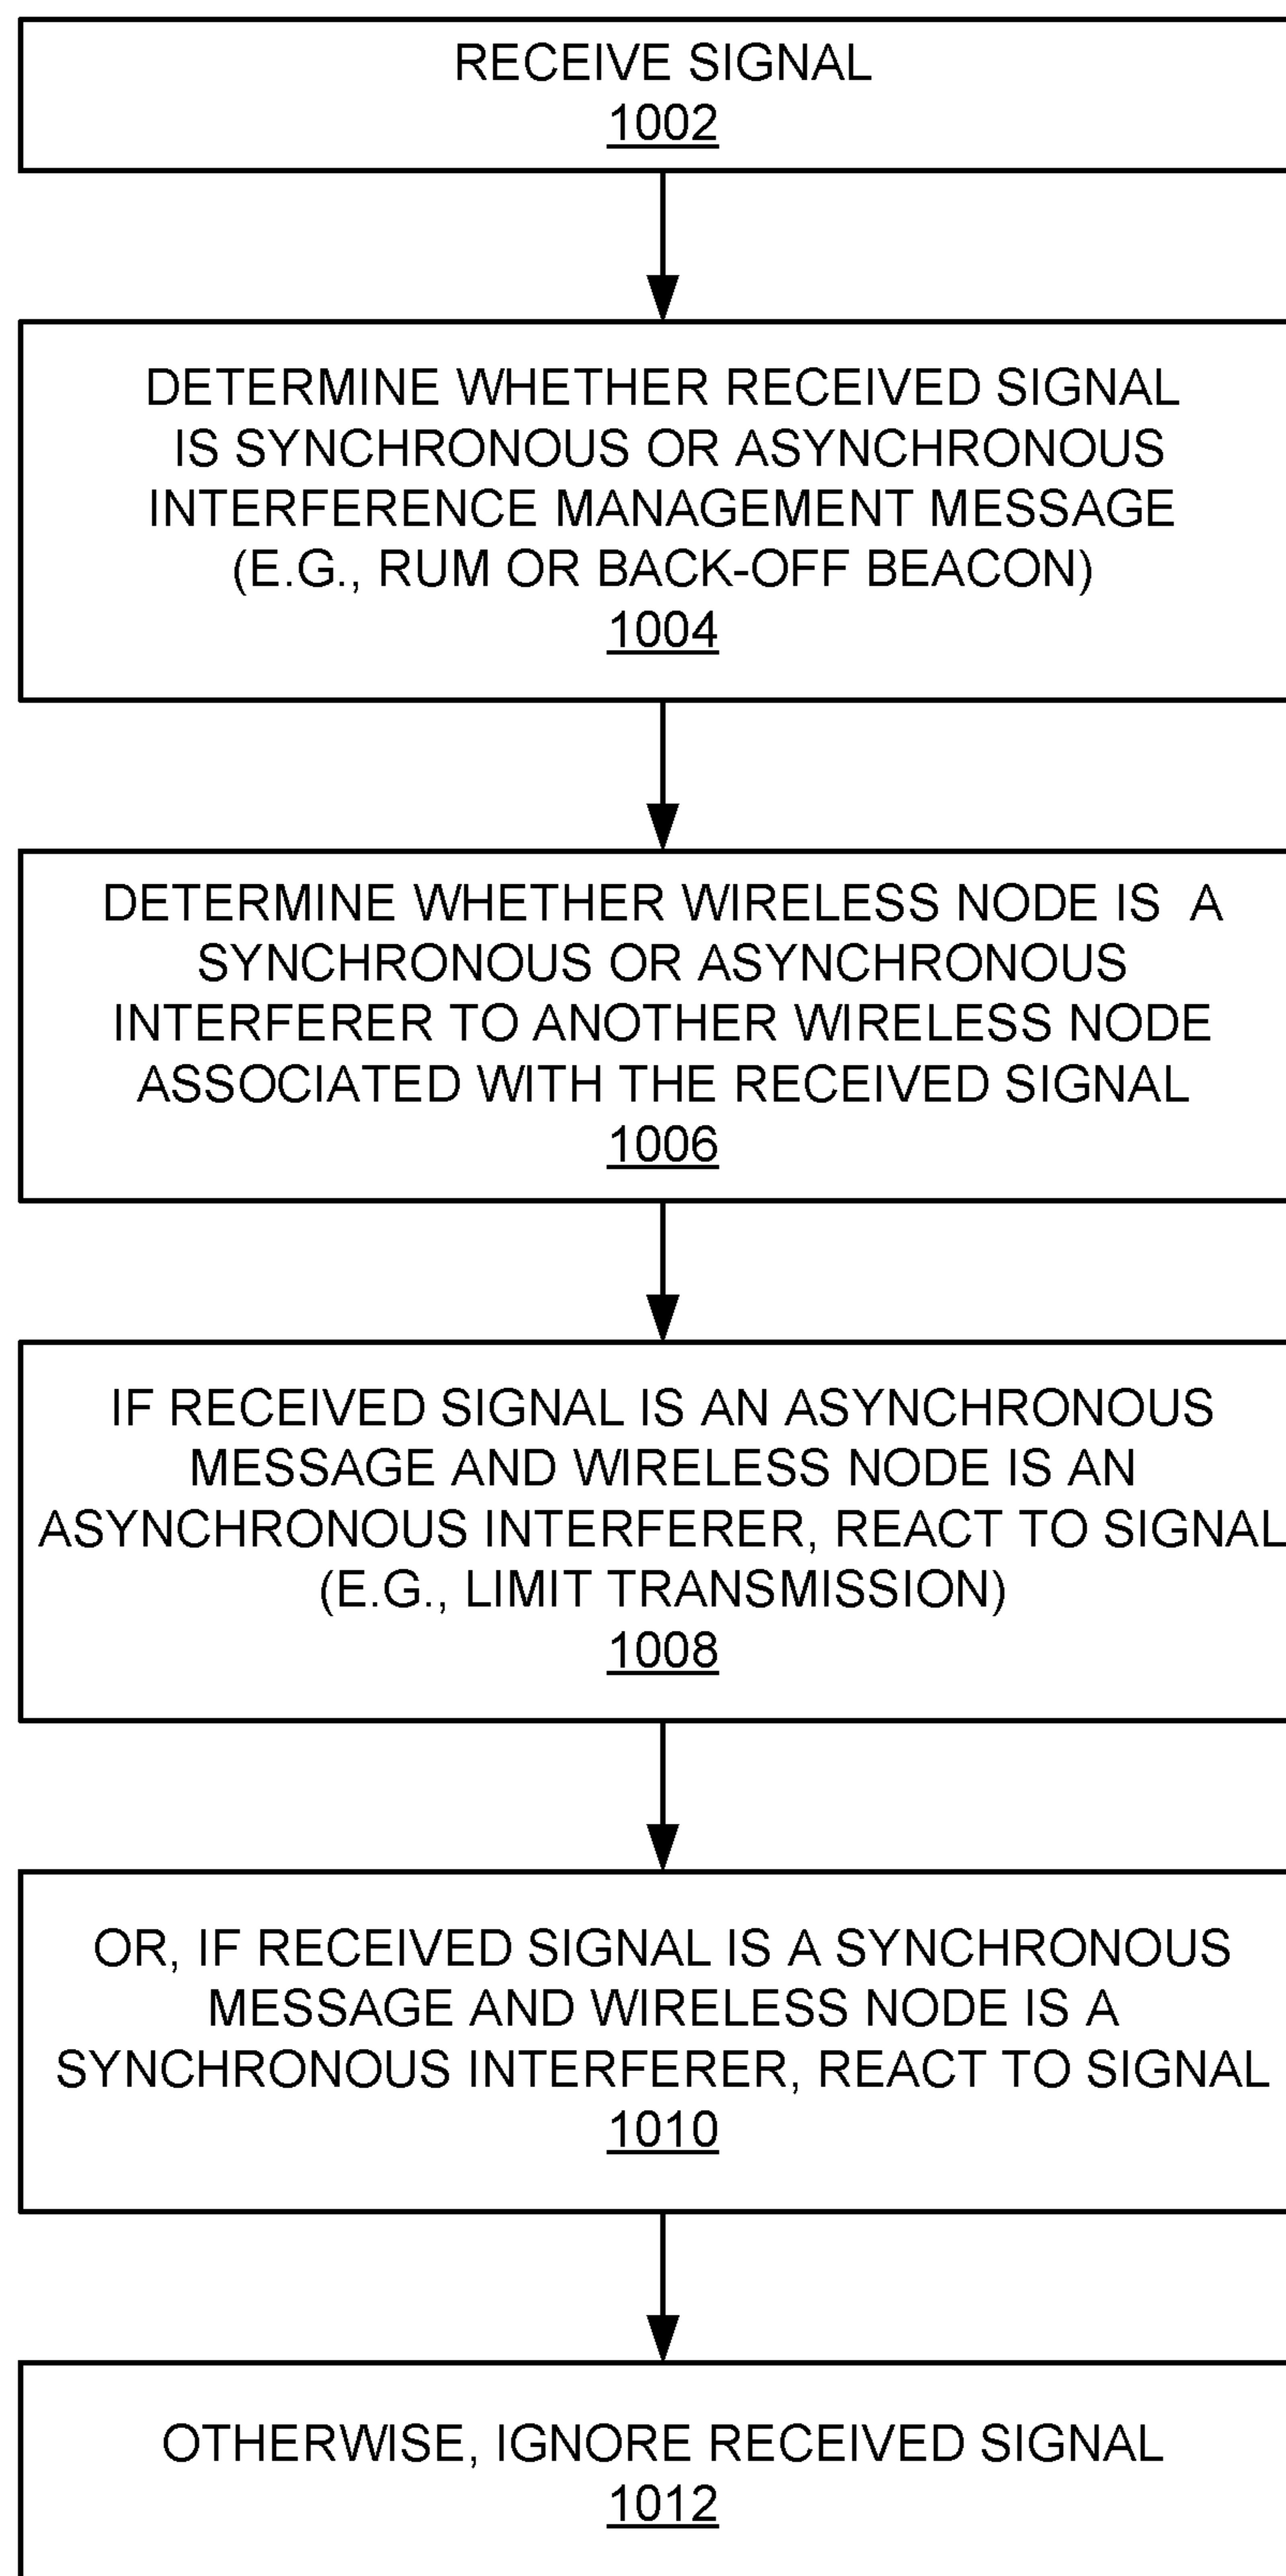 RECEIVE SIGNAL
1002
DETERMINE WHETHER RECEIVED SIGNAL
IS SYNCHRONOUS OR ASYNCHRONOUS
INTERFERENCE MANAGEMENT MESSAGE
(E.G., RUM OR BACK-OFF BEACON)
1004
DETERMINE WHETHER WIRELESS NODE IS A
SYNCHRONOUS OR ASYNCHRONOUS
INTERFERER TO ANOTHER WIRELESS NODE
ASSOCIATED WITH THE RECEIVED SIGNAL
1006
IF RECEIVED SIGNAL IS AN ASYNCHRONOUS
MESSAGE AND WIRELESS NODE IS AN
ASYNCHRONOUS INTERFERER, REACT TO SIGNAL
(E.G., LIMIT TRANSMISSION)
1008
OR, IF RECEIVED SIGNAL IS A SYNCHRONOUS
MESSAGE AND WIRELESS NODE IS A
SYNCHRONOUS INTERFERER, REACT TO SIGNAL
1010
OTHERWISE, IGNORE RECEIVED SIGNAL
1012